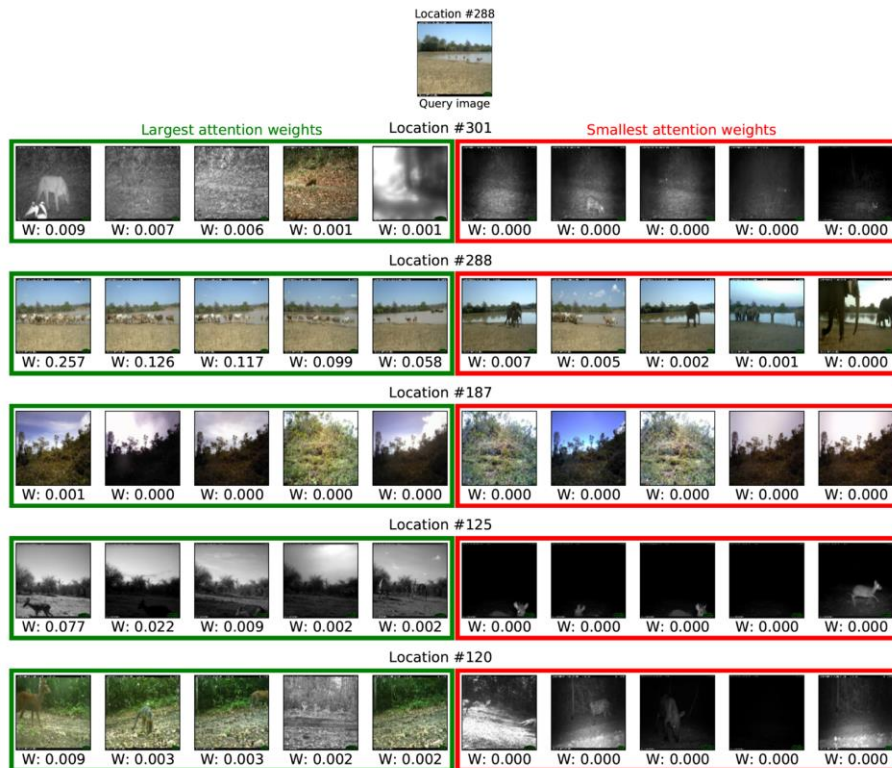 Location #288
Query image
Largest attention weights
Location #301
Smallest attention weights
W: 0.009 W: 0.007 W: 0.006 W: 0.001 W: 0.001 W: 0.000 W: 0.000 W: 0.000 W: 0.000 W: 0.000
Location #288
W: 0.257 W: 0.126 W: 0.117 W: 0.099 W: 0.058 W: 0.007 W: 0.005 W: 0.002 W: 0.001 W: 0.000
Location #187
W: 0.001 W: 0.000 W: 0.000 W: 0.000 W: 0.000 W: 0.000 W: 0.000 W: 0.000 W: 0.000 W: 0.000
Location #125
W: 0.077 W: 0.022 W: 0.009 W: 0.002 W: 0.002 W: 0.000 W: 0.000 W: 0.000 W: 0.000 W: 0.000
Location #120
W: 0.009 W: 0.003 W: 0.003 W: 0.002 W: 0.002 W: 0.000 W: 0.000 W: 0.000 W: 0.000 W: 0.000